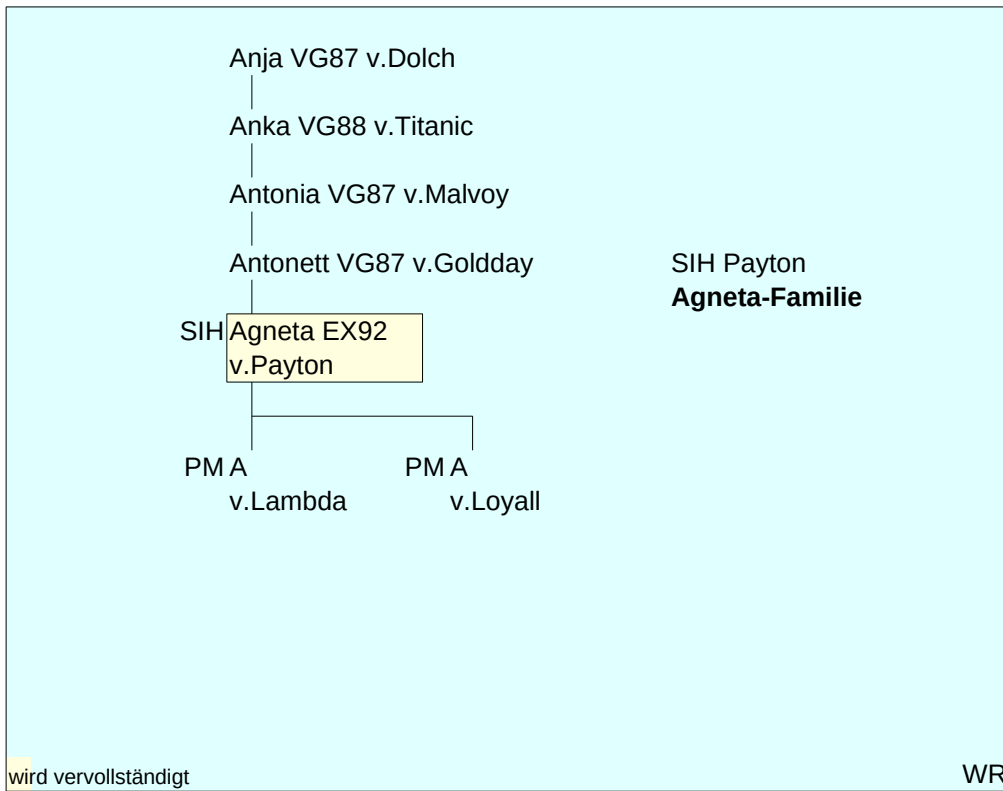 Anja VG87 v.Dolch
Anka VG88 v.Titanic
Antonia VG87 v.Malvoy
Antonett VG87 v.Goldday
SIH Payton
Agneta-Familie
SIH Agneta EX92
v.Payton
PM A PM A
v.Lambda v.Loyall
wird vervollständigt WR